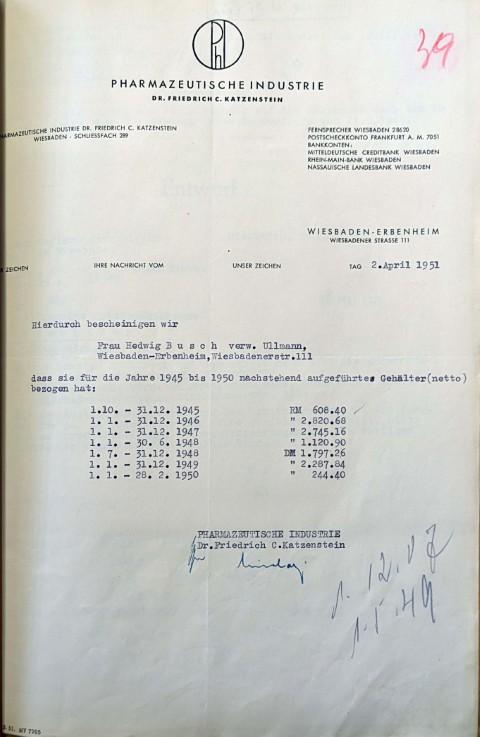 Ph
39
PHARMAZEUTISCHE INDUSTRIE
DR. FRIEDRICH C. KATZENSTEIN
PHARMAZEUTISCHE INDUSTRIE DR. FRIEDRICH C. KATZENSTEIN
WIESBADEN · SCHLIESSFACH 289
FERNSPRECHER WIESBADEN 28620
POSTSCHECKKONTO FRANKFURT A. M. 7051
BANKKONTEN:
MITTELDEUTSCHE CREDITBANK WIESBADEN
RHEIN-MAIN-BANK WIESBADEN
NASSAUISCHE LANDESBANK WIESBADEN
WIESBADEN-ERBENHEIM
WIESBADENER STRASSE 111
ZEICHEN IHRE NACHRICHT VOM UNSER ZEICHEN TAG 2.April 1951
Hierdurch bescheinigen wir
Frau Hedwig B u s c h verw. Ullmann,
Wiesbaden-Erbenheim,Wiesbadenerstr.111
dass sie für die Jahre 1945 bis 1950 nachstehend aufgeführte Gehälter(netto)
bezogen hat:
1.10. - 31.12. 1945 RM 608.40
1. 1. - 31.12. 1946 " 2.820.68
1. 1. - 31.12. 1947 " 2.745.16
1. 1. - 30. 6. 1948 " 1.120.90
1. 7. - 31.12. 1948 DM 1.797.26
1. 1. - 31.12. 1949 " 2.287.84
1. 1. - 28. 2. 1950 " 244.40
PHARMAZEUTISCHE INDUSTRIE
Dr.Friedrich C.Katzenstein
1.5.49